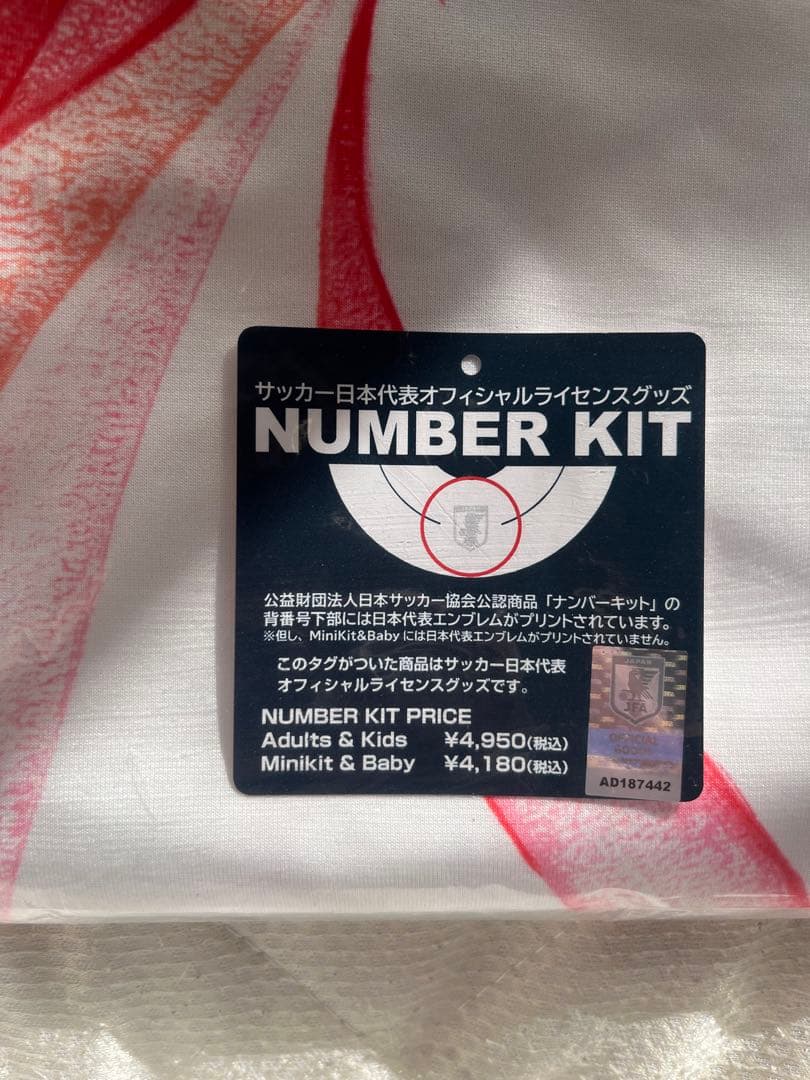 サッカー日本代表オフィシャルライセンスグッズ
NUMBER KIT
公益財団法人日本サッカー協会公認商品「ナンバーキット」の
背番号下部には日本代表エンブレムがプリントされています。
※但し、MiniKit&Babyには日本代表エンブレムがプリントされていません。
このタグがついた商品はサッカー日本代表
オフィシャルライセンスグッズです。
NUMBER KIT PRICE
Adults & Kids ¥4,950(税込)
Minikit & Baby ¥4,180(税込)
JAPAN
JFA
OFFICIAL
GOODS
AD187442